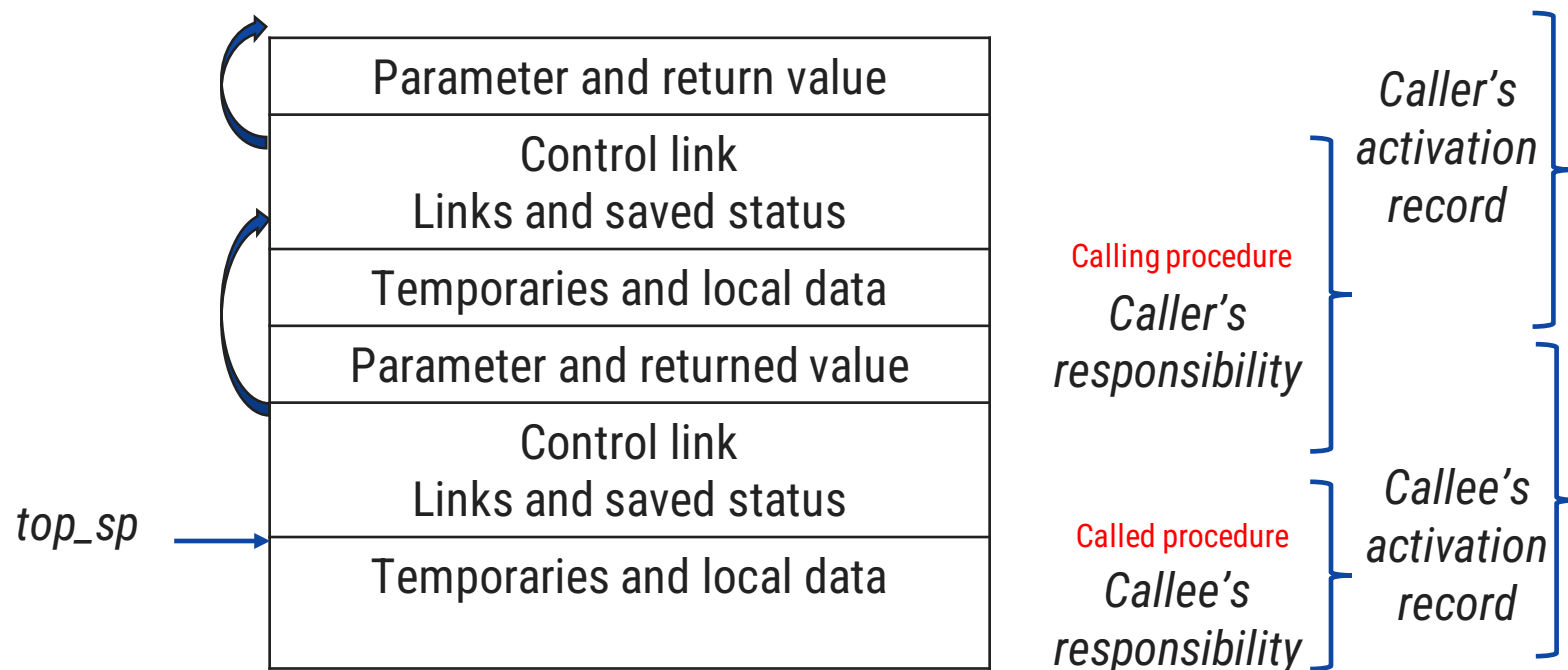 Parameter and return value
Control link
Links and saved status
Temporaries and local data
Parameter and returned value
Control link
Links and saved status
Temporaries and local data
top_sp
Calling procedure
Caller’s
responsibility
Called procedure
Callee’s
responsibility
Caller’s
activation
record
Callee’s
activation
record